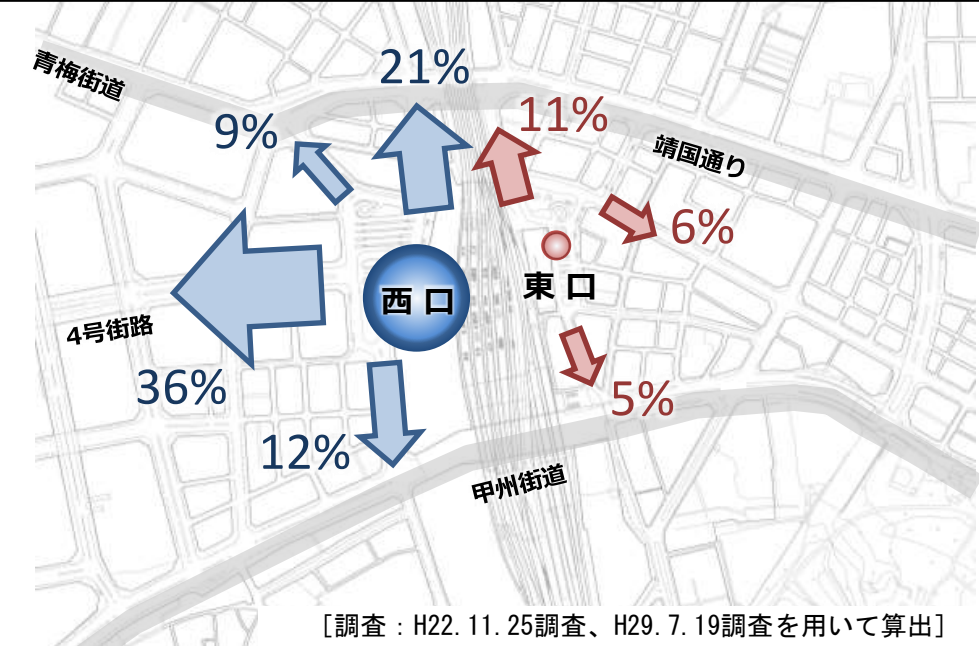 青梅街道
21%
11%
9%
靖国通り
6%
東口
西口
4号街路
36%
5%
12%
甲州街道
[調査：H22.11.25調査、H29.7.19調査を用いて算出]